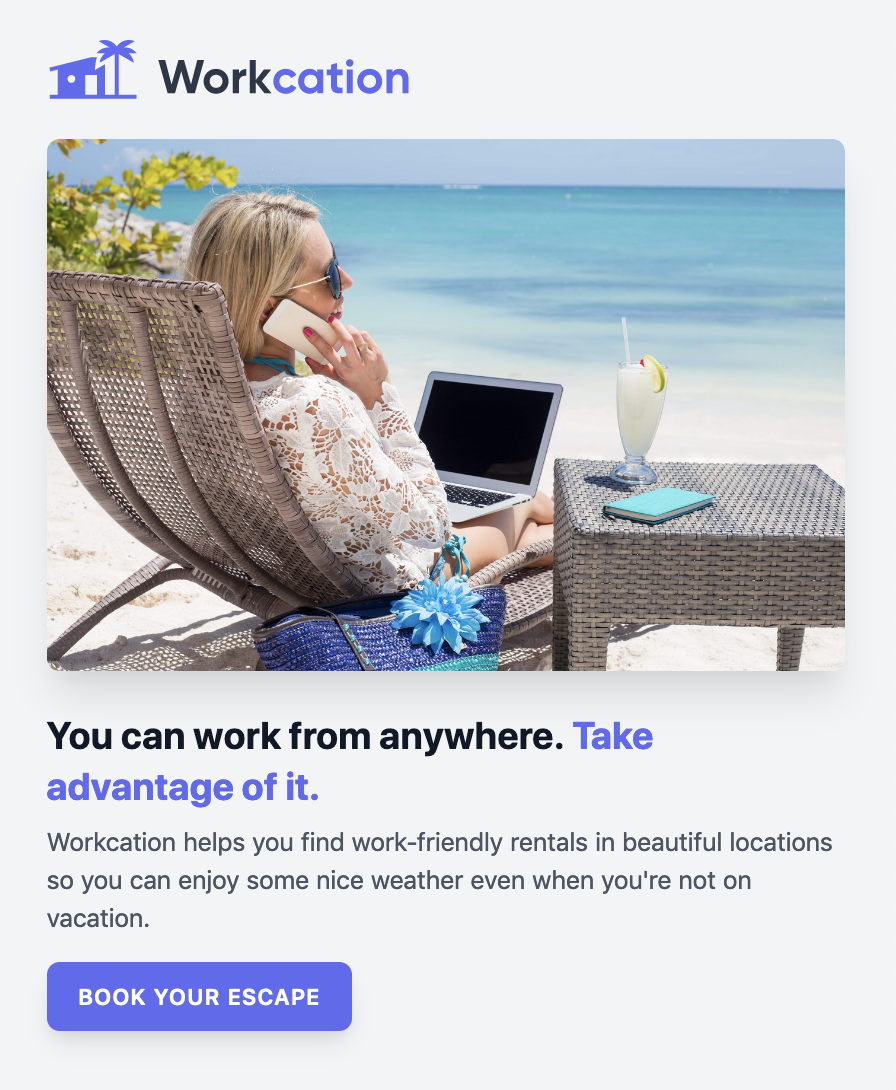 Workcation
You can work from anywhere. Take
advantage of it.
Workcation helps you find work-friendly rentals in beautiful locations
so you can enjoy some nice weather even when you're not on
vacation.
BOOK YOUR ESCAPE